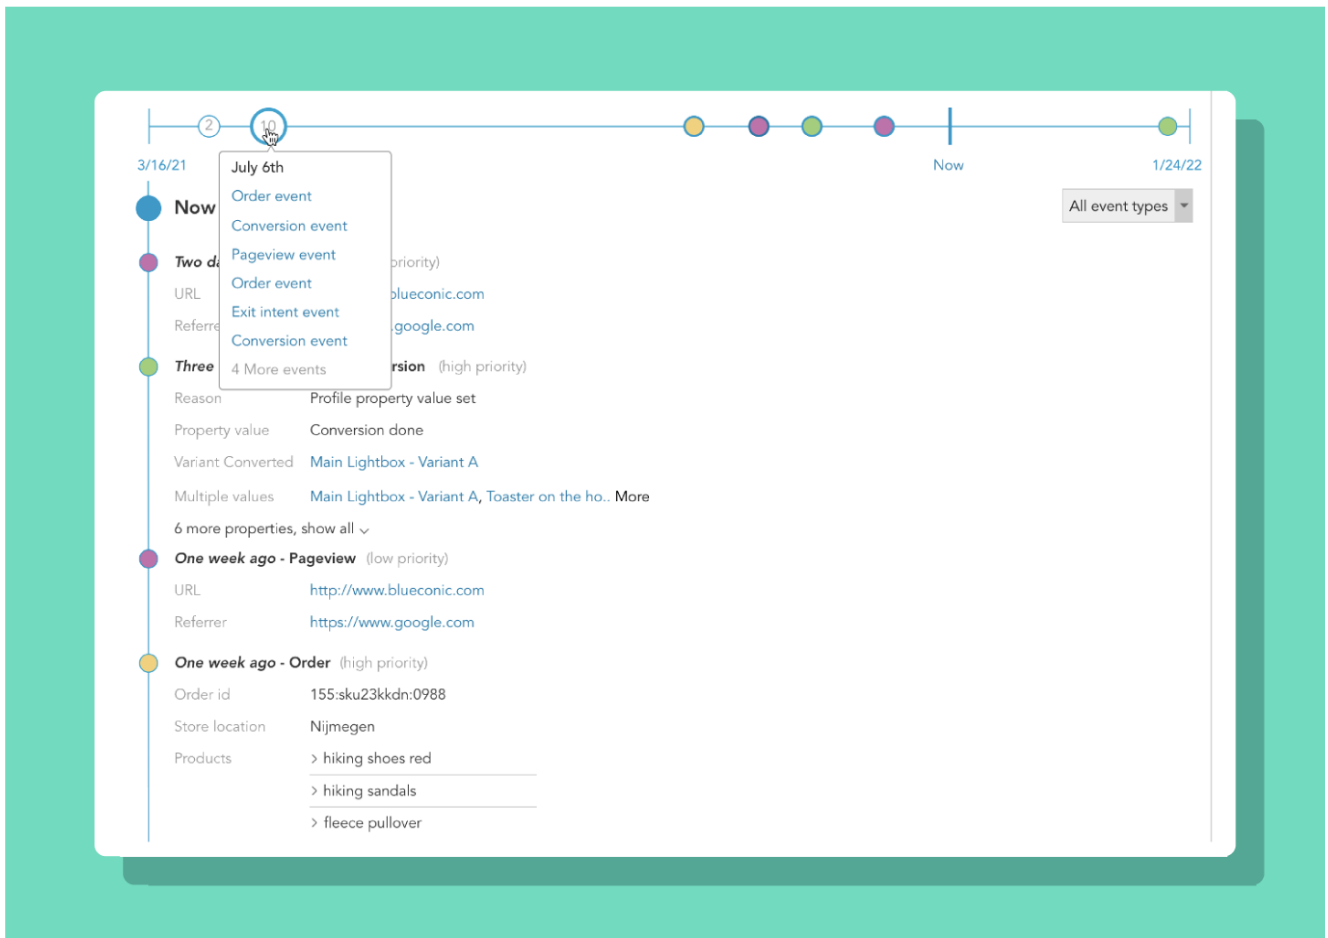 2
10
3/16/21
Now
1/24/22
July 6th
Order event
Conversion event
Pageview event
Order event
Exit intent event
Conversion event
4 More events
Now
All event types
Two priority)
URL blueconic.com
google.com
Three (high priority)
Reason Profile property value set
Property value Conversion done
Variant Converted Main Lightbox - Variant A
Multiple values Main Lightbox - Variant A, Toaster on the ho.. More
6 more properties, show all
One week ago - Pageview (low priority)
URL http://www.blueconic.com
Referrer https://www.google.com
One week ago - Order (high priority)
Order id 155:sku23kkdn:0988
Store location Nijmegen
Products > hiking shoes red
> hiking sandals
> fleece pullover